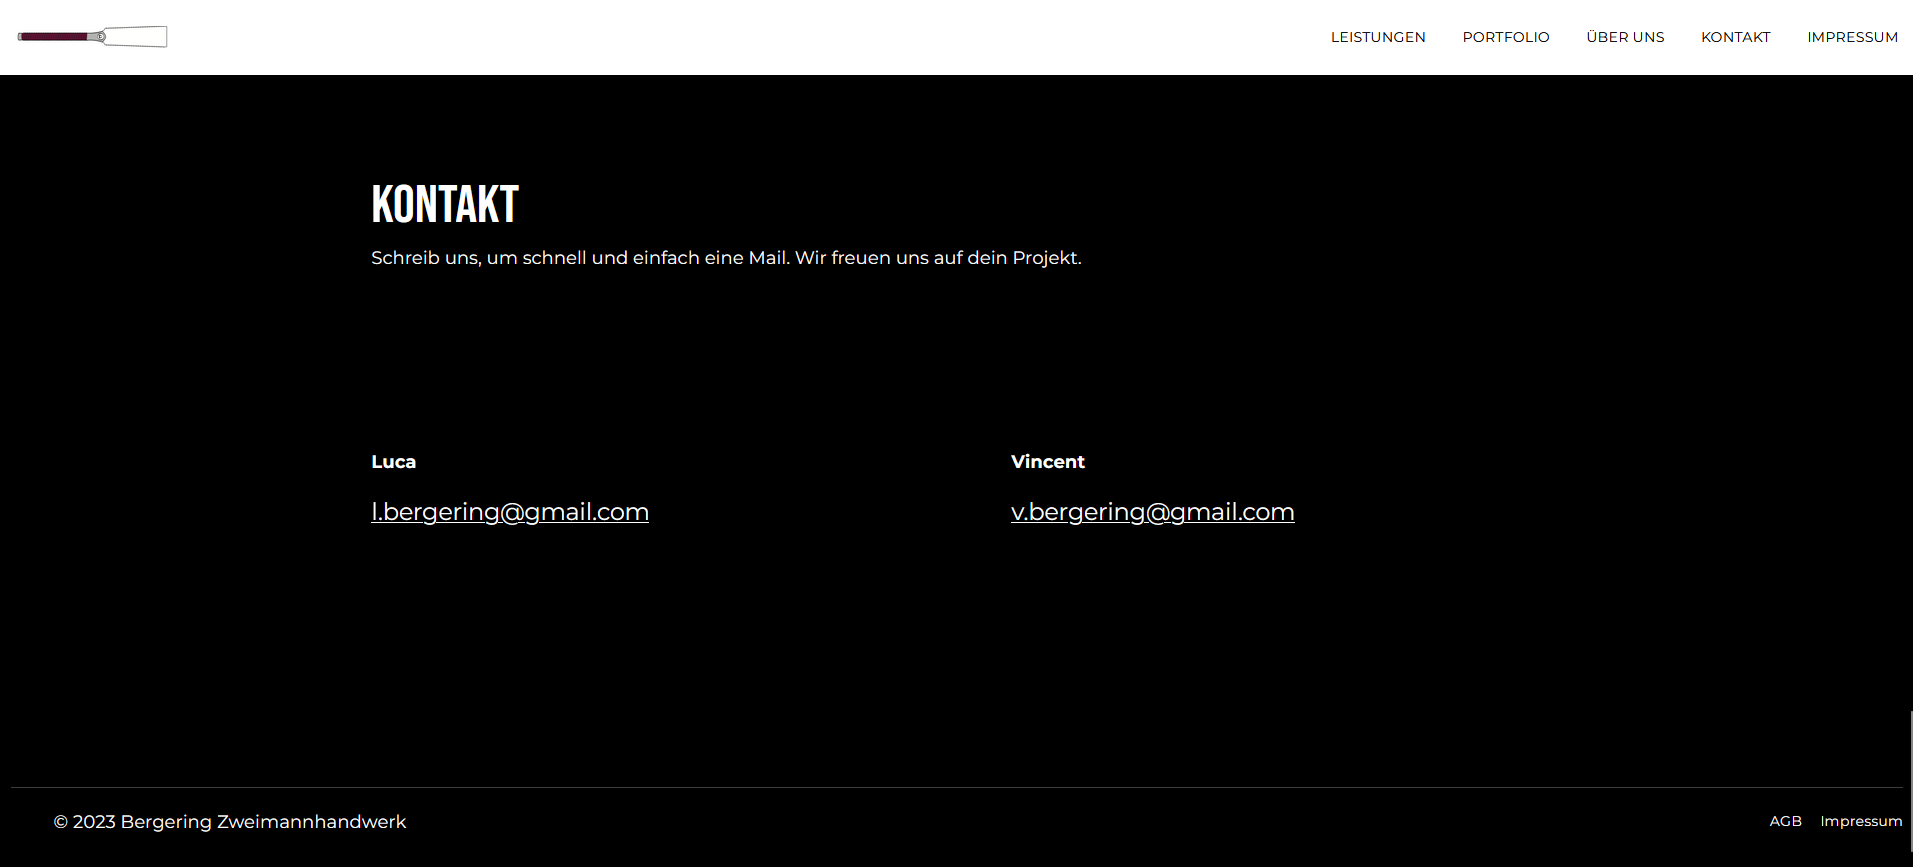 LEISTUNGEN PORTFOLIO ÜBER UNS KONTAKT IMPRESSUM
KONTAKT
Schreib uns, um schnell und einfach eine Mail. Wir freuen uns auf dein Projekt.
Luca Vincent
l.bergering@gmail.com v.bergering@gmail.com
© 2023 Bergering Zweimannhandwerk AGB Impressum